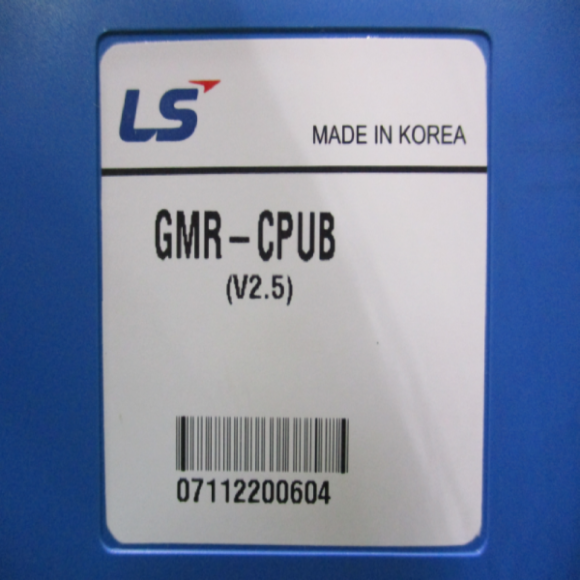 LS
MADE IN KOREA
GMR-CPUB
(V2.5)
07112200604